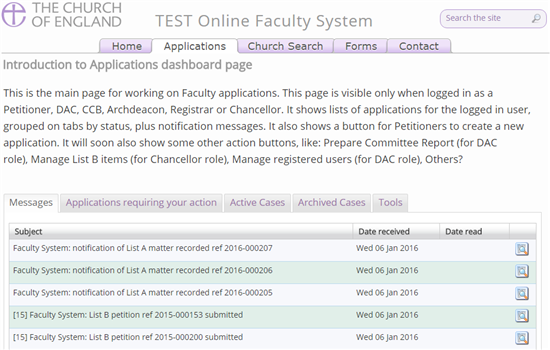 THE CHURCH
OF ENGLAND
TEST Online Faculty System
Search the site
Home Applications Church Search Forms Contact
Introduction to Applications dashboard page
This is the main page for working on Faculty applications. This page is visible only when logged in as a
Petitioner, DAC, CCB, Archdeacon, Registrar or Chancellor. It shows lists of applications for the logged in user,
grouped on tabs by status, plus notification messages. It also shows a button for Petitioners to create a new
application. It will soon also show some other action buttons, like: Prepare Committee Report (for DAC
role), Manage List B items (for Chancellor role), Manage registered users (for DAC role), Others?
Messages Applications requiring your action Active Cases Archived Cases Tools
Subject Date received Date read
Faculty System: notification of List A matter recorded ref 2016-000207 Wed 06 Jan 2016
Faculty System: notification of List A matter recorded ref 2016-000206 Wed 06 Jan 2016
Faculty System: notification of List A matter recorded ref 2016-000205 Wed 06 Jan 2016
[15] Faculty System: List B petition ref 2015-000153 submitted Wed 06 Jan 2016
[15] Faculty System: List B petition ref 2015-000200 submitted Wed 06 Jan 2016